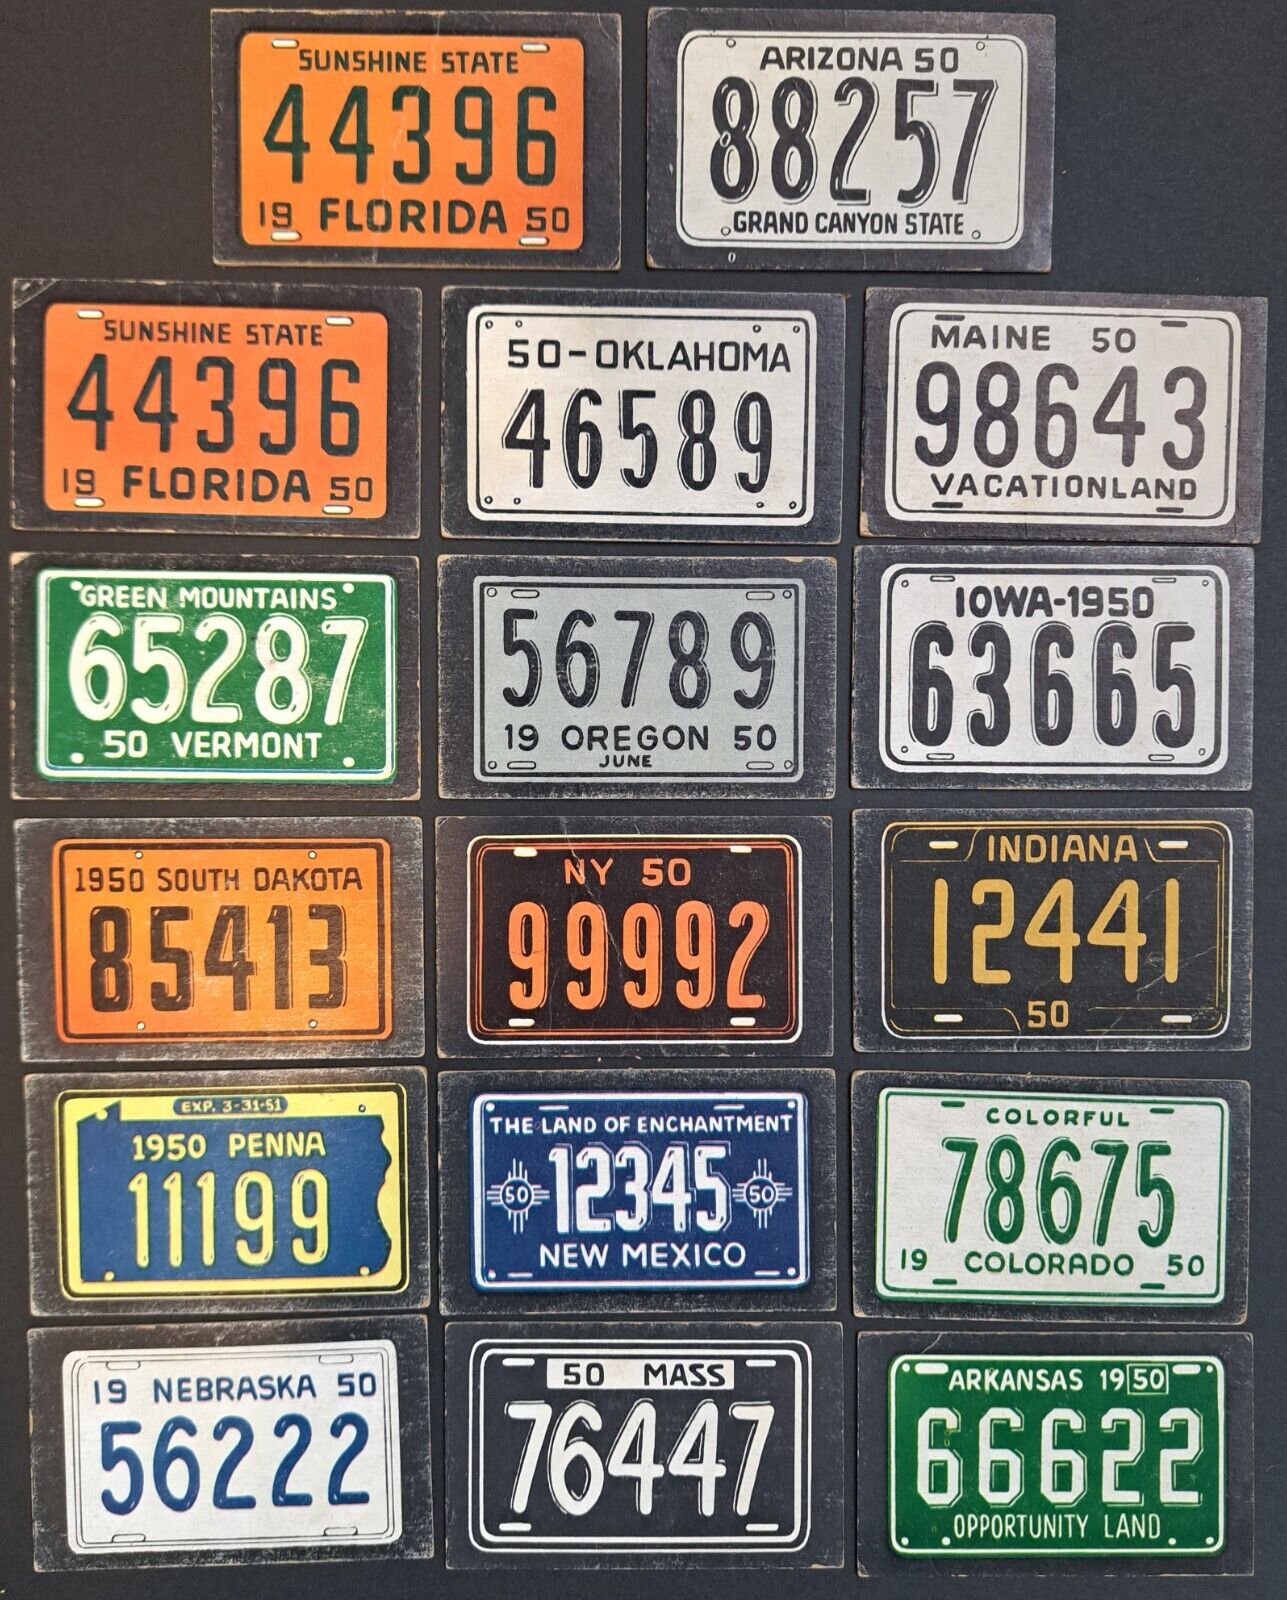 SUNSHINE STATE
44396
19 FLORIDA 50
ARIZONA 50
88257
GRAND CANYON STATE
0
SUNSHINE STATE
44396
19 FLORIDA 50
50-OKLAHOMA
46589
MAINE 50
98643
VACATIONLAND
GREEN MOUNTAINS
65287
50 VERMONT
56789
19 OREGON 50
JUNE
IOWA-1950
63665
1950 SOUTH DAKOTA
85413
NY 50
99992
INDIANA
12441
50
EXP. 3-31-51
1950 PENNA
11199
THE LAND OF ENCHANTMENT
50 12345 50
NEW MEXICO
COLORFUL
78675
19 COLORADO 50
19 NEBRASKA 50
56222
50 MASS
76447
ARKANSAS 19 50
66622
OPPORTUNITY LAND